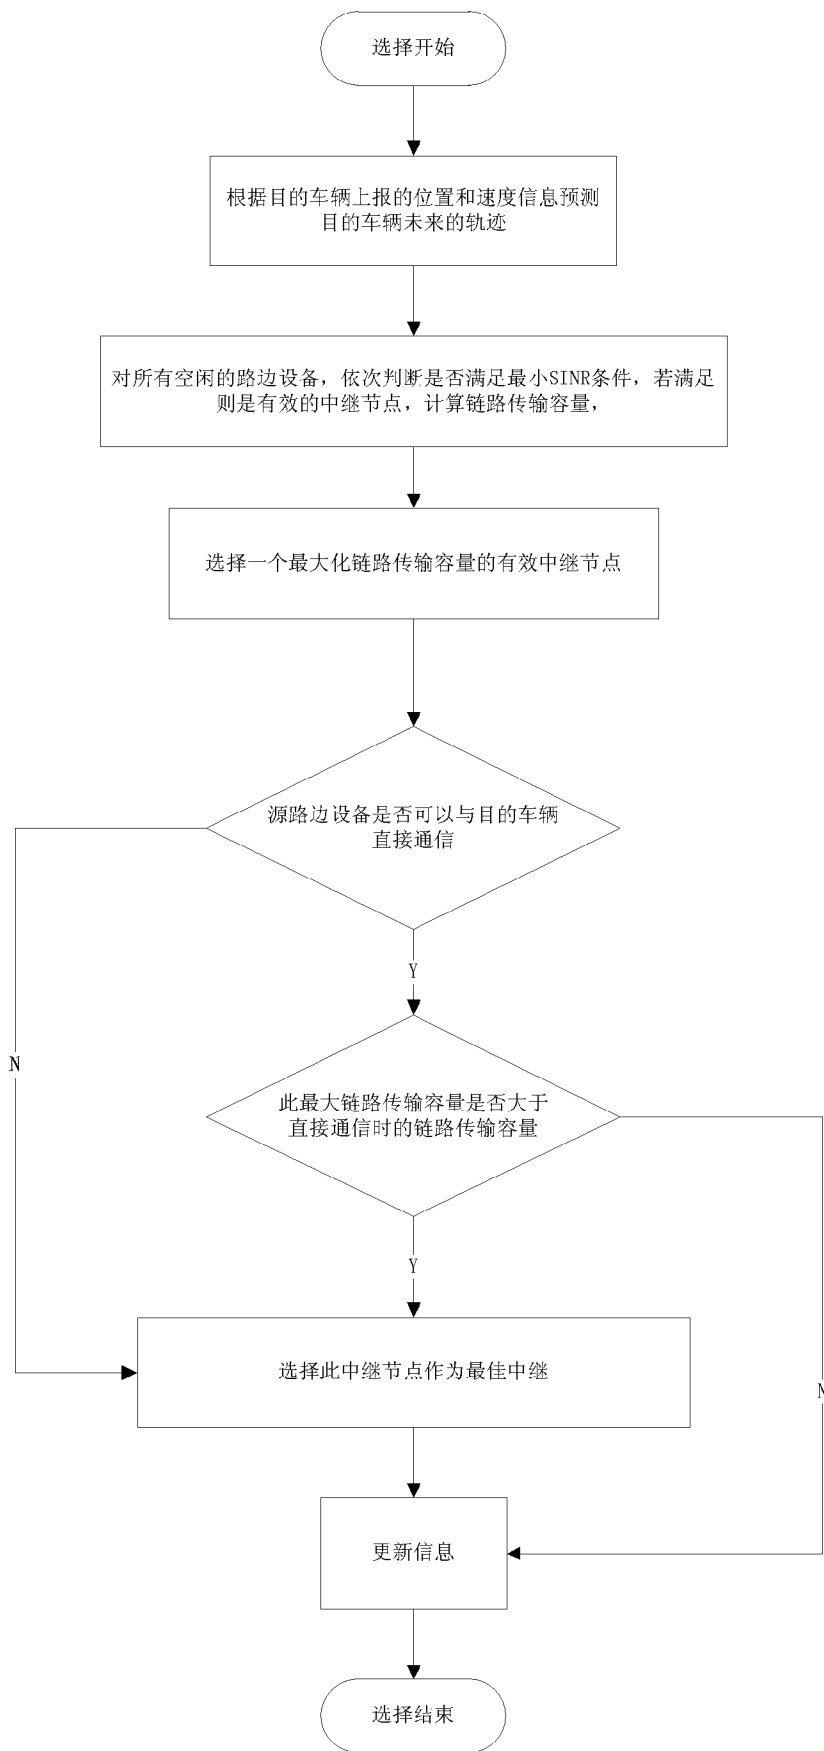 选择开始
根据目的车辆上报的位置和速度信息预测
目的车辆未来的轨迹
对所有空闲的路边设备，依次判断是否满足最小SINR条件，若满足
则是有效的中继节点，计算链路传输容量，
选择一个最大化链路传输容量的有效中继节点
源路边设备是否可以与目的车辆
直接通信
Y
N
此最大链路传输容量是否大于
直接通信时的链路传输容量
Y
选择此中继节点作为最佳中继
N
更新信息
选择结束